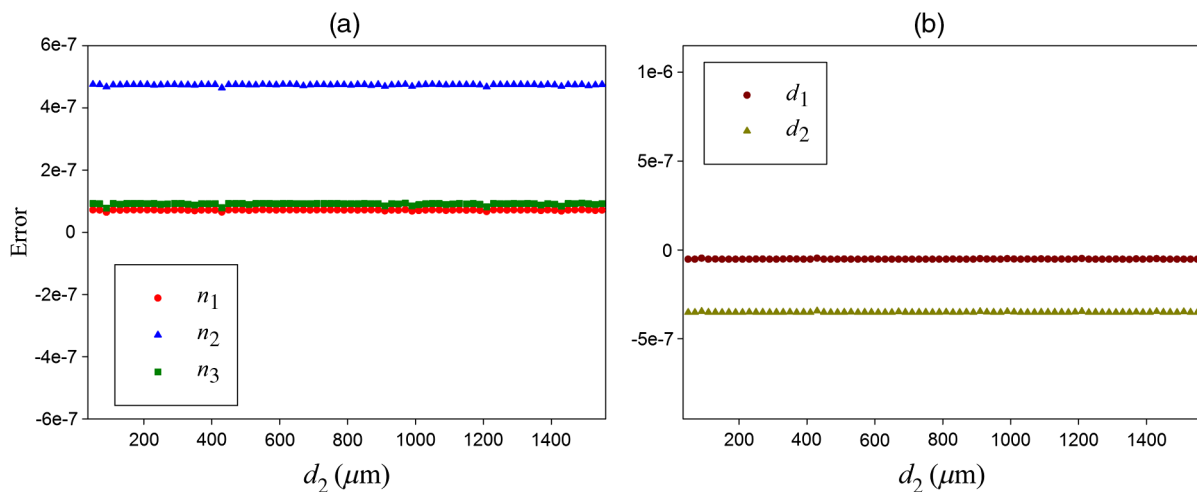 (a)
6e-7
4e-7
2e-7
0
-2e-7
-4e-7
-6e-7
Error
n1
n2
n3
200 400 600 800 1000 1200 1400
d2 (μm)
(b)
1e-6
5e-7
0
-5e-7
d1
d2
200 400 600 800 1000 1200 1400
d2 (μm)